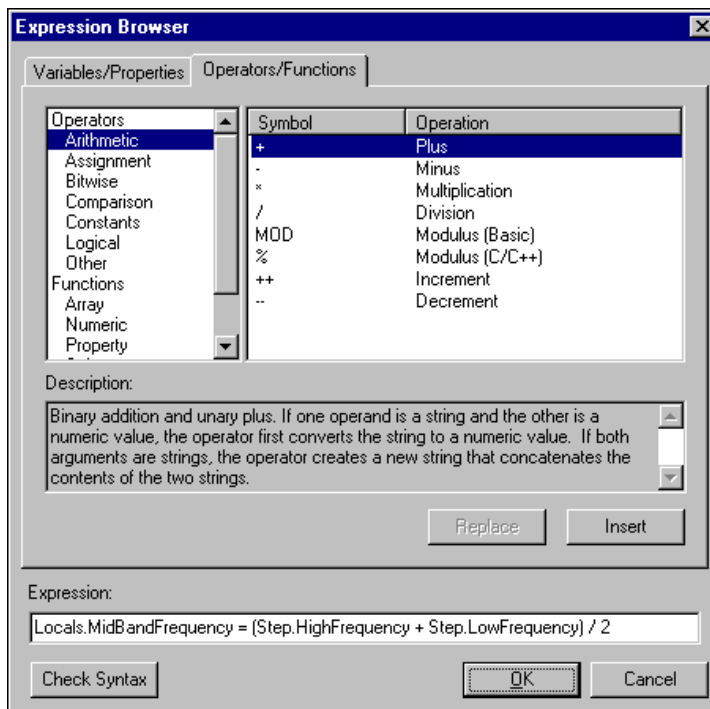 Expression Browser
Variables/Properties
Operators/Functions
Operators
Arithmetic
Assignment
Bitwise
Comparison
Constants
Logical
Other
Functions
Array
Numeric
Property
Symbol Operation
+ Plus
- Minus
* Multiplication
/ Division
MOD Modulus (Basic)
% Modulus (C/C++)
++ Increment
-- Decrement
Description:
Binary addition and unary plus. If one operand is a string and the other is a
numeric value, the operator first converts the string to a numeric value. If both
arguments are strings, the operator creates a new string that concatenates the
contents of the two strings.
Replace
Insert
Expression:
Locals.MidBandFrequency = (Step.HighFrequency + Step.LowFrequency) / 2
Check Syntax
OK
Cancel